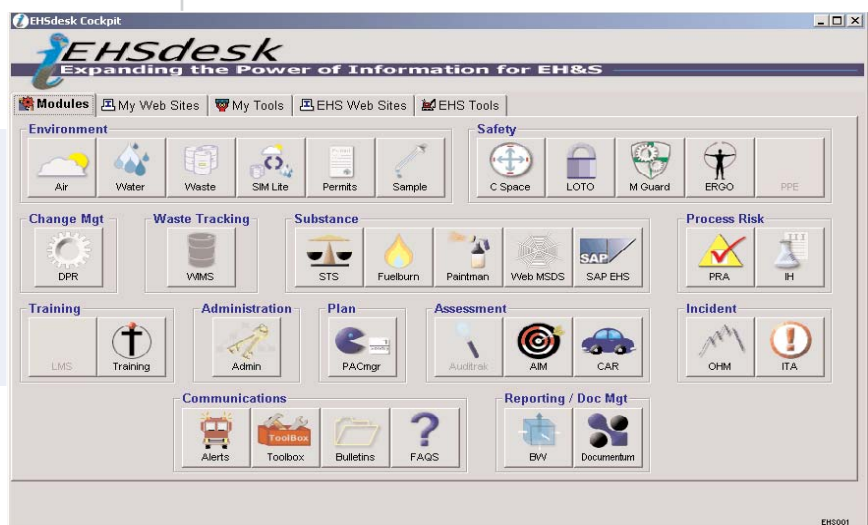 EHSdesk Cockpit
iEHSdesk
Expanding the Power of Information for EH&S
Modules My Web Sites My Tools EHS Web Sites EHS Tools
Environment Safety
Air Water Waste SIM Lite Permits Sample C Space LOTO M Guard ERGO PPE
Change Mgt Waste Tracking Substance Process Risk
SAP
DPR WIMS STS Fuelburn Paintman Web MSDS SAP EHS PRA IH
Training Administration Plan Assessment Incident
LMS Training Admin PACmgr Auditrak AIM CAR OHM ITA
Communications Reporting / Doc Mgt
ToolBox
Alerts Toolbox Bulletins FAQS BW Documentum
EHS001